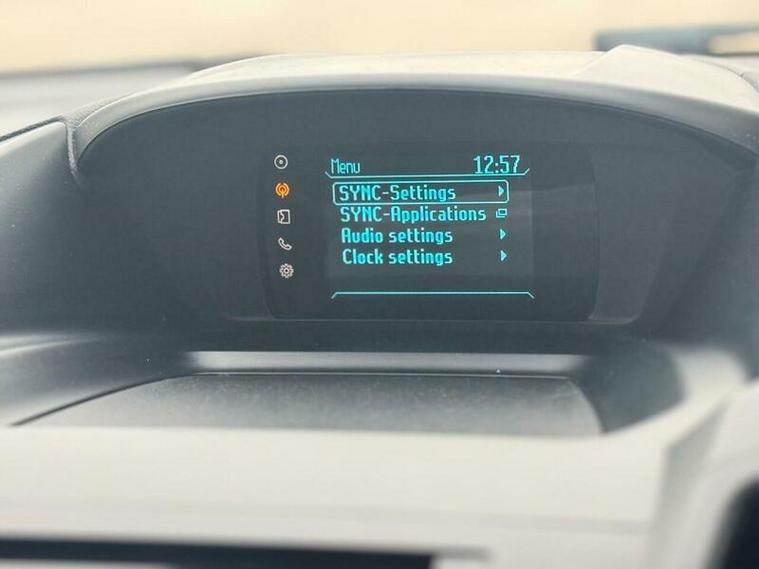 Menu 12:57
SYNC-Settings
SYNC-Applications
Audio settings
Clock settings